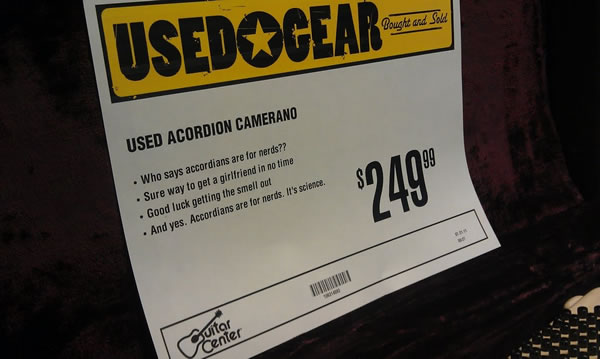 USED GEAR Bought and Sold
USED ACORDION CAMERANO
• Who says accordians are for nerds??
• Sure way to get a girlfriend in no time
• Good luck getting the smell out
• And yes. Accordians are for nerds. It's science.
$249.99
Guitar
Center